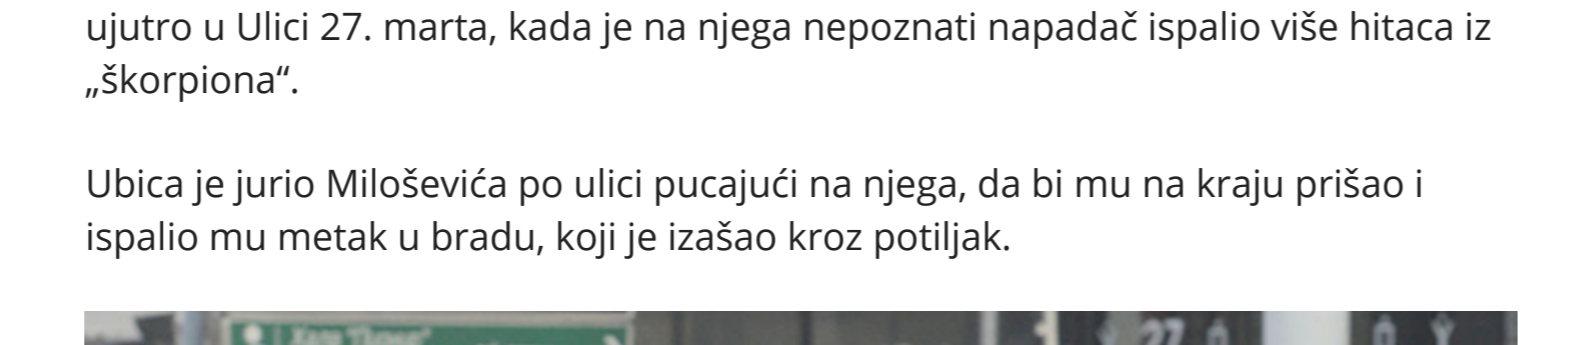 ujutro u Ulici 27. marta, kada je na njega nepoznati napadač ispalio više hitaca iz
„škorpiona“.
Ubica je jurio Miloševića po ulici pucajući na njega, da bi mu na kraju prišao i
ispalio mu metak u bradu, koji je izašao kroz potiljak.
27